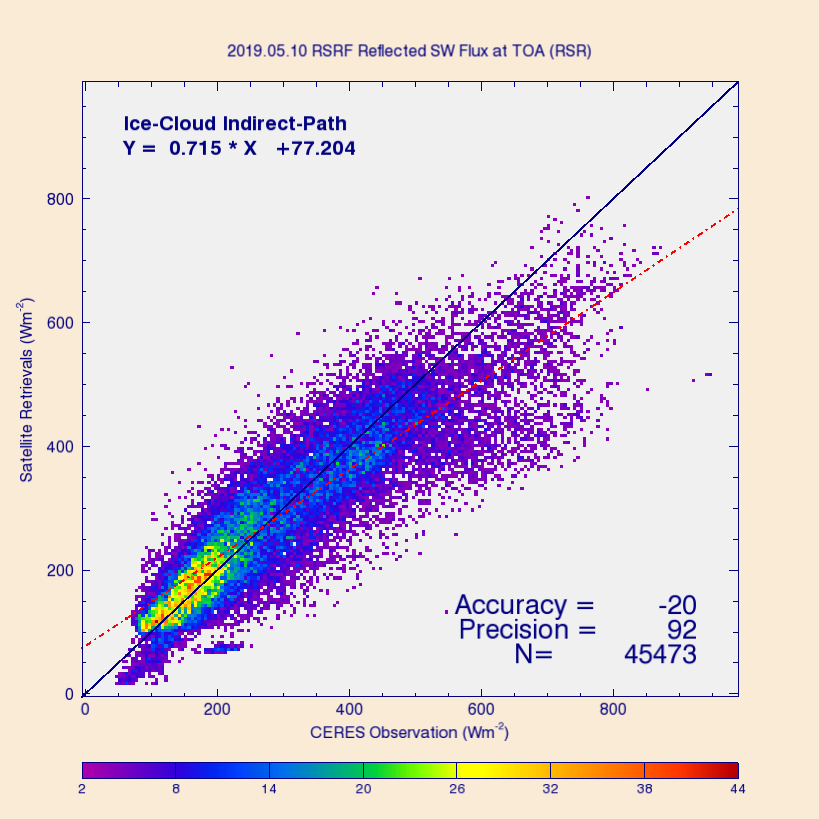 2019.05.10 RSRF Reflected SW Flux at TOA (RSR)
Ice-Cloud Indirect-Path
Y = 0.715 * X +77.204
800
600
400
200
0
Satellite Retrievals (Wm⁻²)
Accuracy = -20
Precision = 92
N= 45473
0 200 400 600 800
CERES Observation (Wm⁻²)
2 8 14 20 26 32 38 44